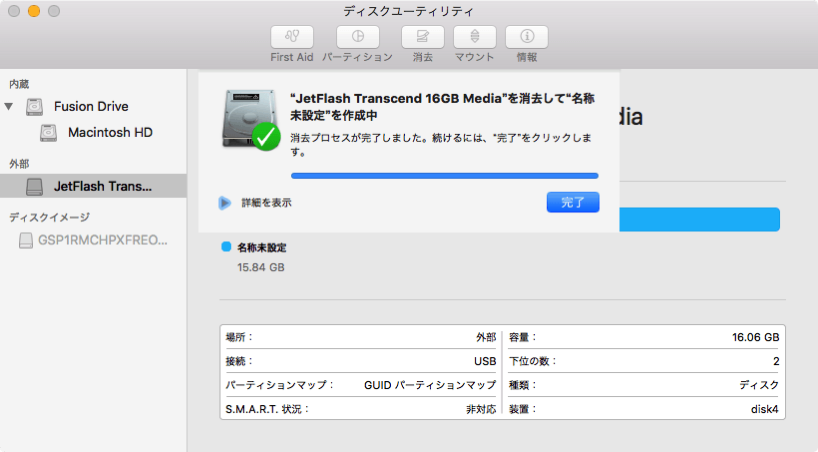 ディスクユーティリティ
First Aid パーティション 消去 マウント 情報
内蔵
Fusion Drive
Macintosh HD
外部
JetFlash Trans...
ディスクイメージ
GSP1RMCHPXFREO...
“JetFlash Transcend 16GB Media”を消去して“名称
未設定”を作成中
消去プロセスが完了しました。続けるには、“完了”をクリックしま
す。
詳細を表示
完了
dia
名称未設定
15.84 GB
場所： 外部
接続： USB
パーティションマップ： GUID パーティションマップ
S.M.A.R.T. 状況： 非対応
容量： 16.06 GB
下位の数： 2
種類： ディスク
装置： disk4